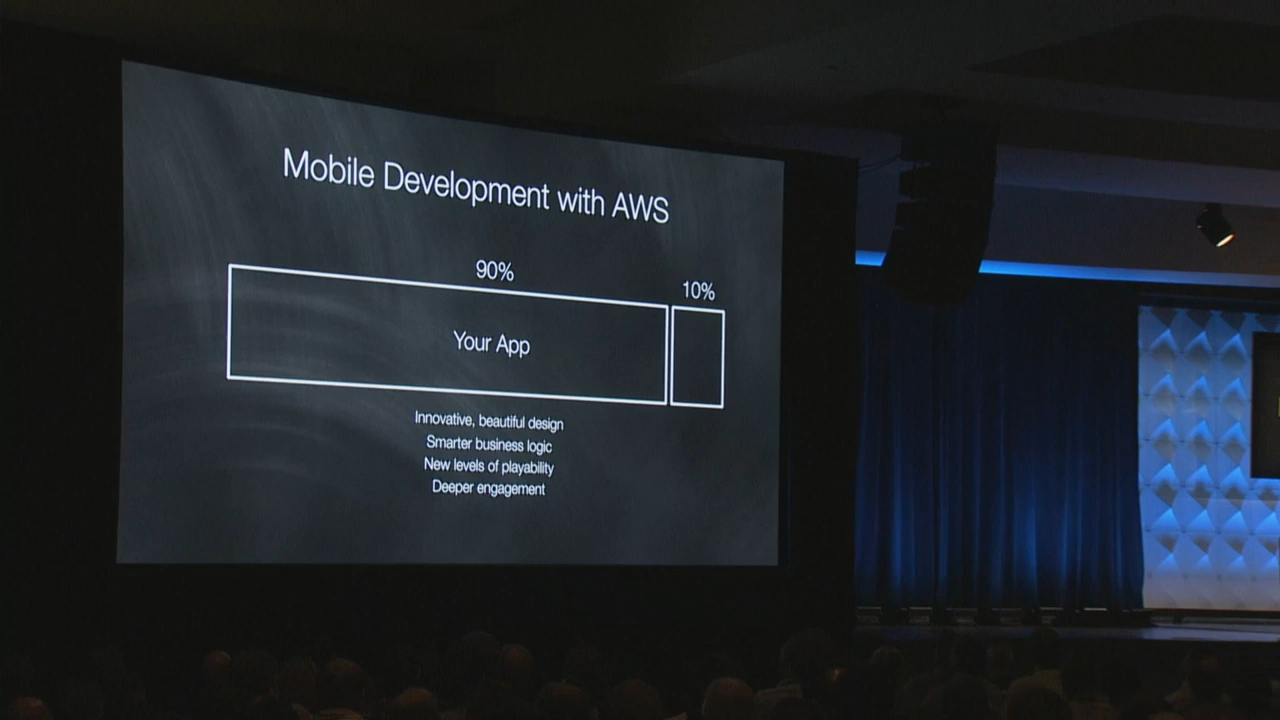 Mobile Development with AWS
90%
10%
Your App
Innovative, beautiful design
Smarter business logic
New levels of playability
Deeper engagement